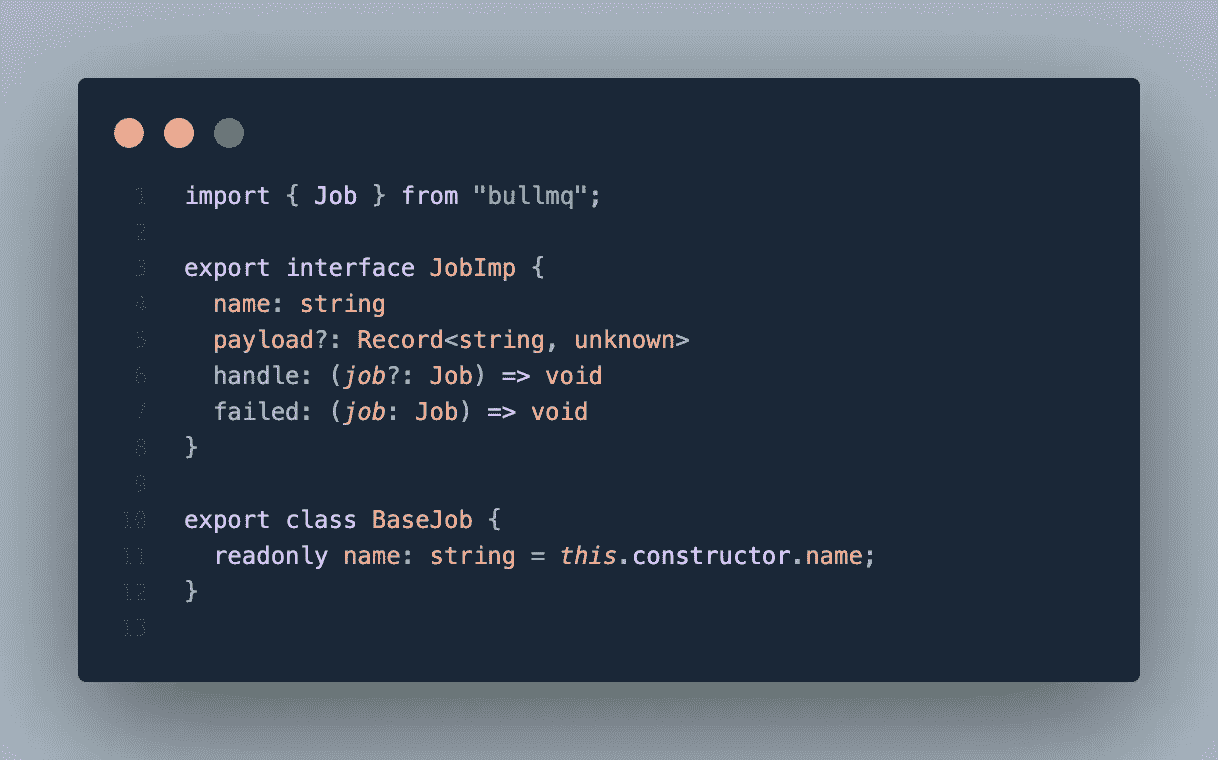 1 import { Job } from "bullmq";
2
3 export interface JobImp {
4   name: string
5   payload?: Record<string, unknown>
6   handle: (job?: Job) => void
7   failed: (job: Job) => void
8 }
9
10 export class BaseJob {
11   readonly name: string = this.constructor.name;
12 }
13